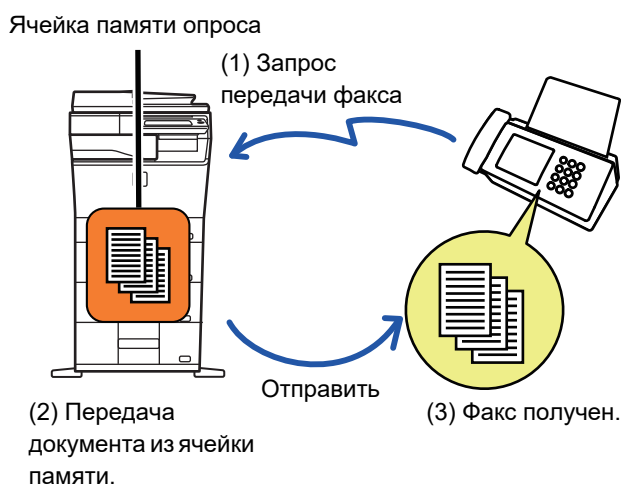 Ячейка памяти опроса
(1) Запрос
передачи факса
Отправить
(2) Передача
документа из ячейки
памяти.
(3) Факс получен.